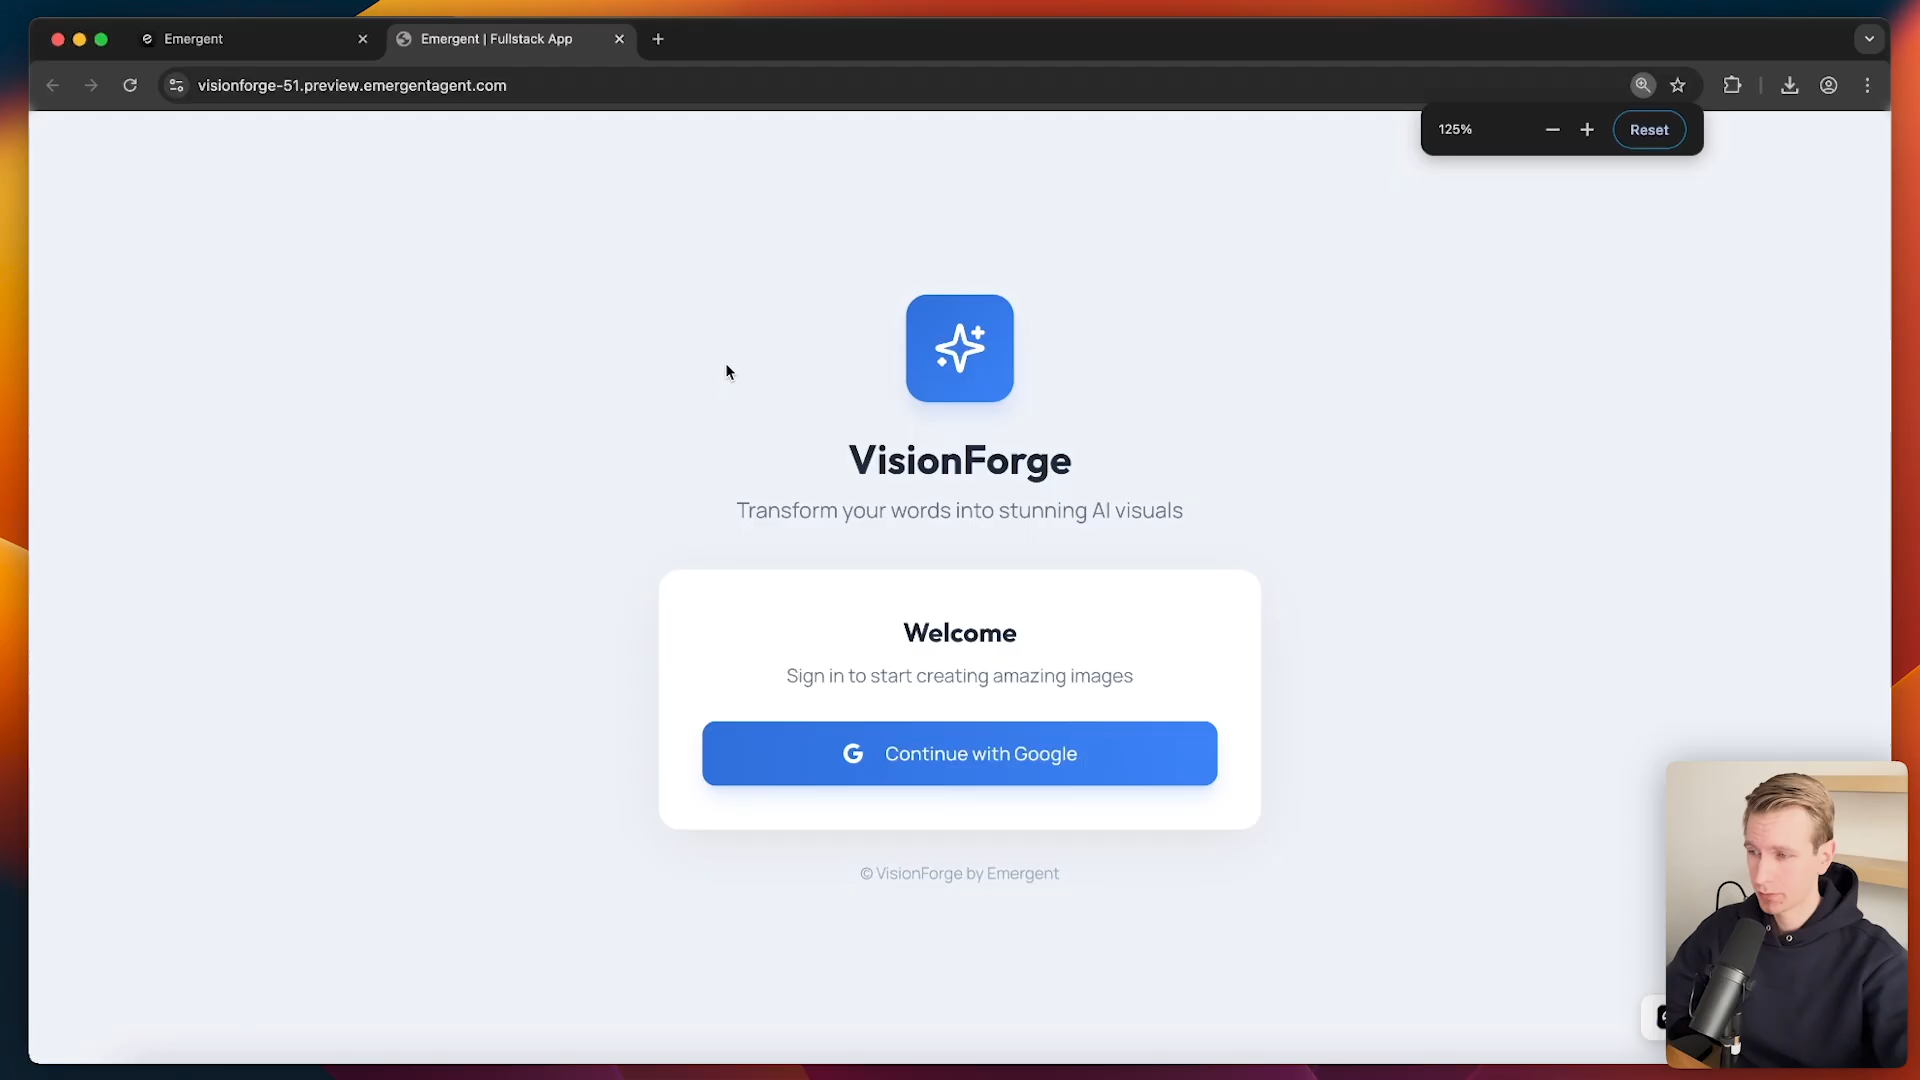 Emergent
Emergent | Fullstack App
visionforge-51.preview.emergentagent.com
125%
Reset
VisionForge
Transform your words into stunning AI visuals
Welcome
Sign in to start creating amazing images
G Continue with Google
© VisionForge by Emergent